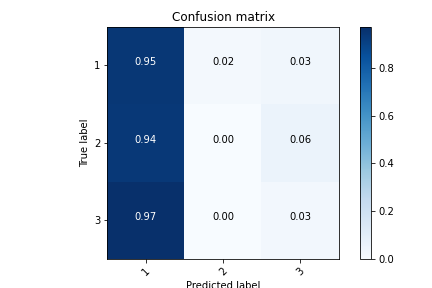 Confusion matrix
1 0.95 0.02 0.03
2 0.94 0.00 0.06
3 0.97 0.00 0.03
True label
1 2 3
Predicted label
0.8
0.6
0.4
0.2
0.0